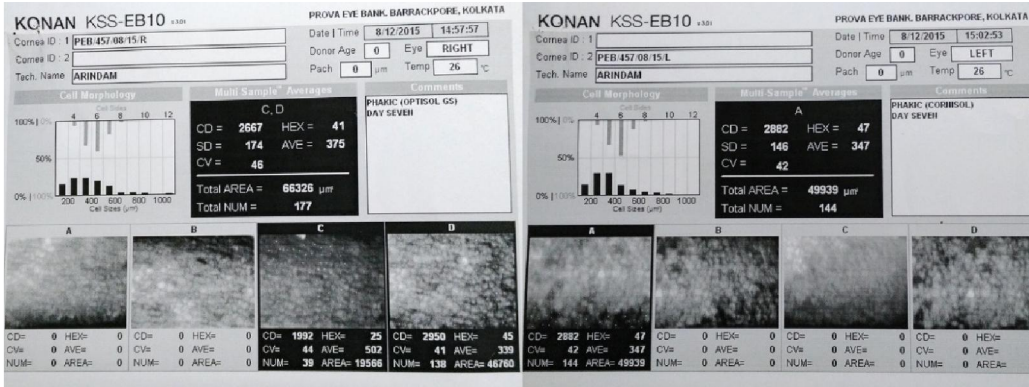 KONAN KSS-EB10 v 3.01
PROVA EYE BANK. BARRACKPORE, KOLKATA
Cornea ID : 1 PEB/457/08/15/R
Cornea ID : 2
Tech. Name ARINDAM
Date | Time 8/12/2015 14:57:57
Donor Age 0 Eye RIGHT
Pach 0 μm Temp 26 °C
Cell Morphology
Cell Sides
4 6 8 10 12
100% | 0%
50%
0% | 100%
200 400 600 800 1000
Cell Sizes (μm²)
Multi Sample™ Averages
C, D
CD = 2667 HEX = 41
SD = 174 AVE = 375
CV = 46
Total AREA = 66326 μm²
Total NUM = 177
Comments
PHAKIC (OPTISOL GS)
DAY SEVEN
A
CD= 0 HEX= 0
CV= 0 AVE= 0
NUM= 0 AREA= 0
B
CD= 0 HEX= 0
CV= 0 AVE= 0
NUM= 0 AREA= 0
C
CD= 1992 HEX= 25
CV= 44 AVE= 502
NUM= 39 AREA= 19566
D
CD= 2950 HEX= 45
CV= 41 AVE= 339
NUM= 138 AREA= 46760
KONAN KSS-EB10 v 3.01
PROVA EYE BANK. BARRACKPORE, KOLKATA
Cornea ID : 1
Cornea ID : 2 PEB/457/08/15/L
Tech. Name ARINDAM
Date | Time 8/12/2015 15:02:53
Donor Age 0 Eye LEFT
Pach 0 μm Temp 26 °C
Cell Morphology
Cell Sides
4 6 8 10 12
100% | 0%
50%
0% | 100%
200 400 600 800 1000
Cell Sizes (μm²)
Multi Sample™ Averages
A
CD = 2882 HEX = 47
SD = 146 AVE = 347
CV = 42
Total AREA = 49939 μm²
Total NUM = 144
Comments
PHAKIC (CORNISOL)
DAY SEVEN
A
CD= 2882 HEX= 47
CV= 42 AVE= 347
NUM= 144 AREA= 49939
B
CD= 0 HEX= 0
CV= 0 AVE= 0
NUM= 0 AREA= 0
C
CD= 0 HEX= 0
CV= 0 AVE= 0
NUM= 0 AREA= 0
D
CD= 0 HEX= 0
CV= 0 AVE= 0
NUM= 0 AREA= 0